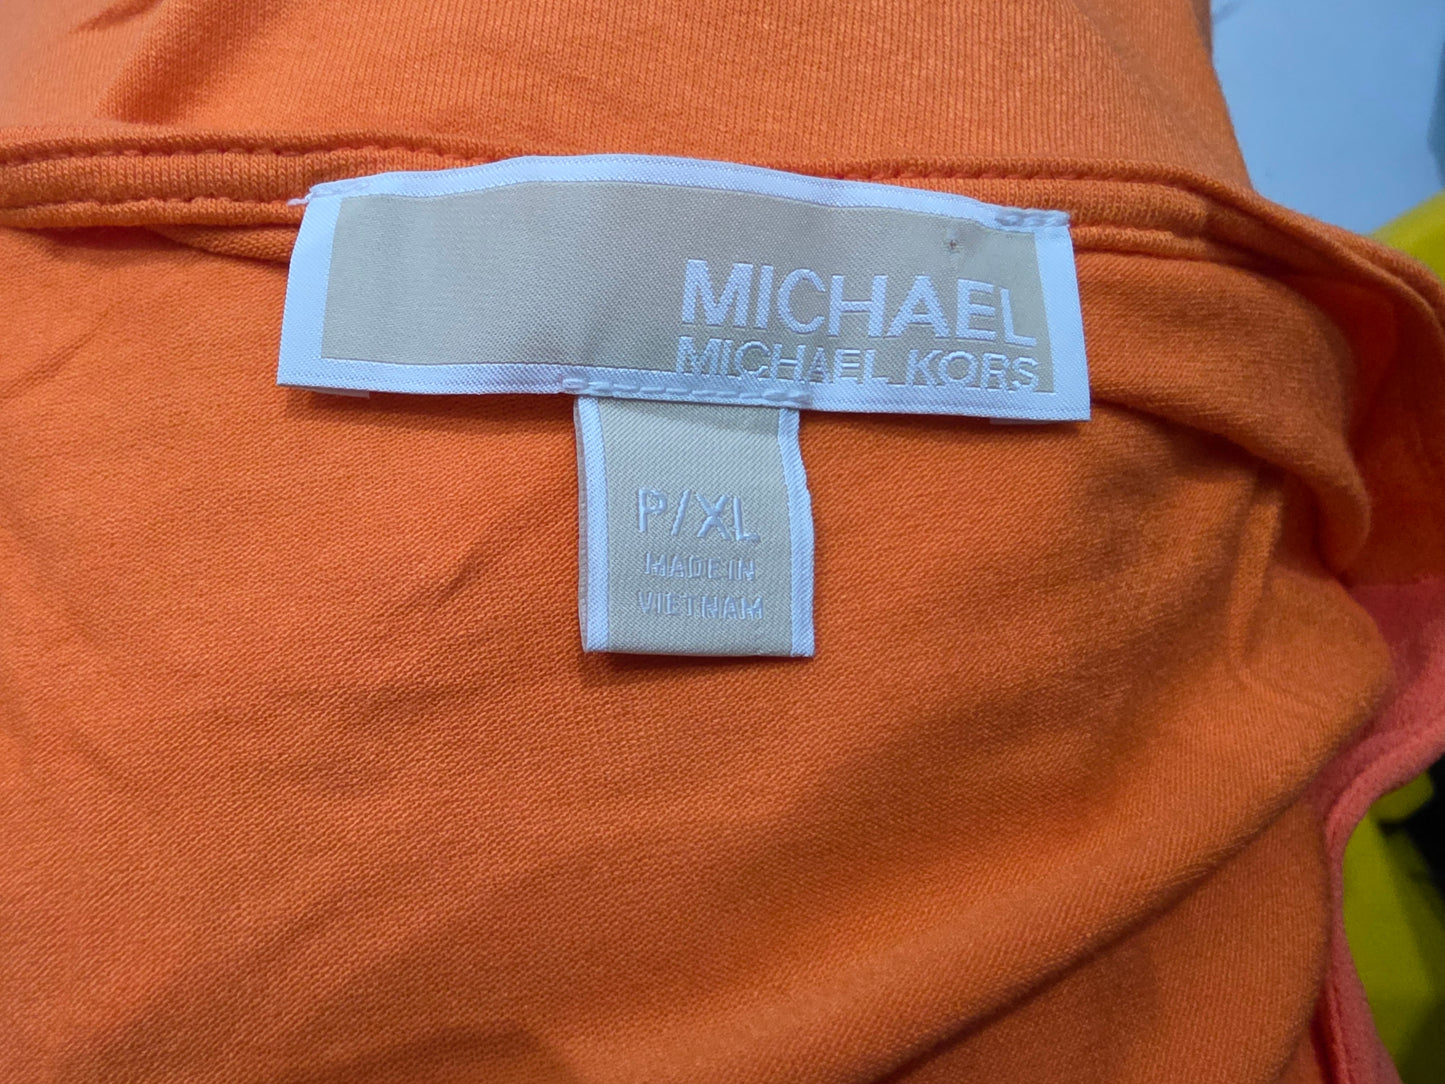 MICHAEL
MICHAEL KORS
P/XL
MADE IN
VIETNAM